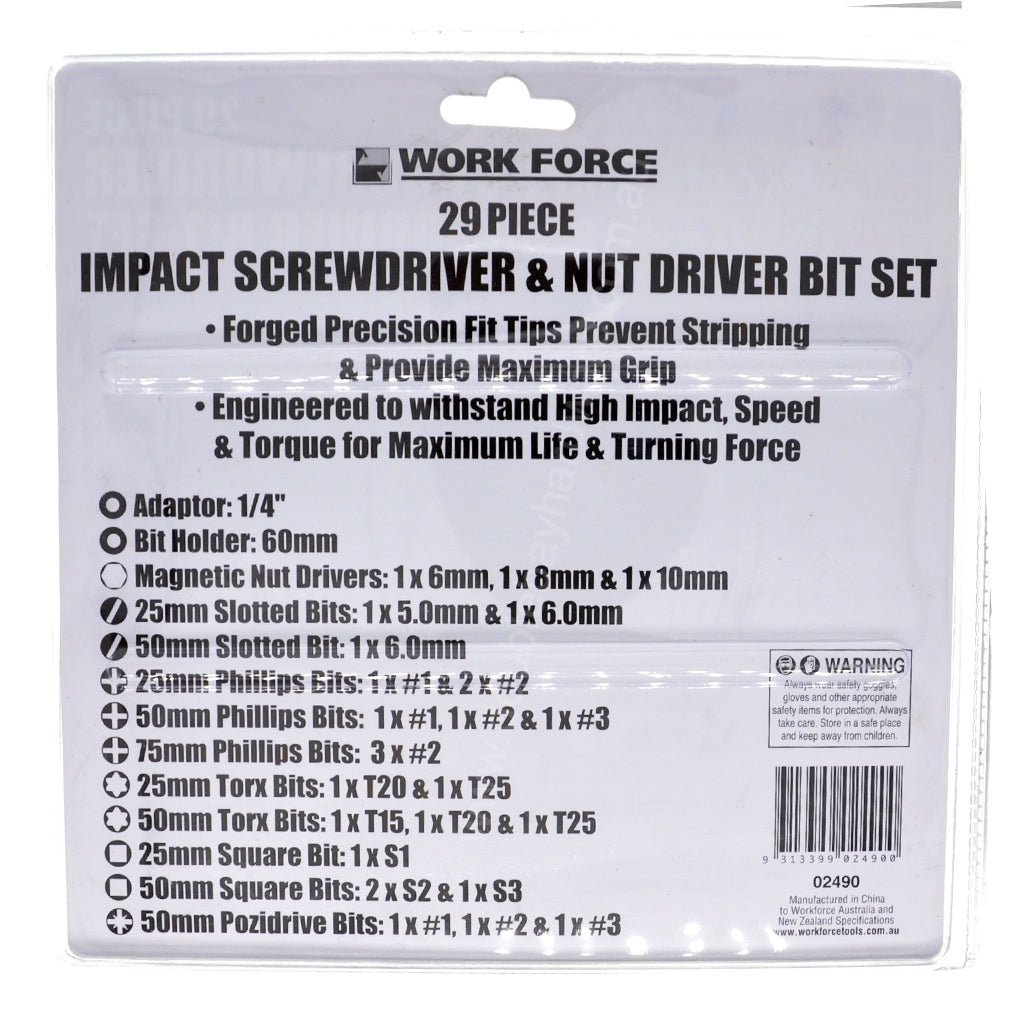 WORK FORCE
29 PIECE
IMPACT SCREWDRIVER & NUT DRIVER BIT SET
• Forged Precision Fit Tips Prevent Stripping
& Provide Maximum Grip
• Engineered to withstand High Impact, Speed
& Torque for Maximum Life & Turning Force
Adaptor: 1/4"
Bit Holder: 60mm
Magnetic Nut Drivers: 1 x 6mm, 1 x 8mm & 1 x 10mm
25mm Slotted Bits: 1 x 5.0mm & 1 x 6.0mm
50mm Slotted Bit: 1 x 6.0mm
25mm Phillips Bits: 1 x #1 & 2 x #2
50mm Phillips Bits: 1 x #1, 1 x #2 & 1 x #3
75mm Phillips Bits: 3 x #2
25mm Torx Bits: 1 x T20 & 1 x T25
50mm Torx Bits: 1 x T15, 1 x T20 & 1 x T25
25mm Square Bit: 1 x S1
50mm Square Bits: 2 x S2 & 1 x S3
50mm Pozidrive Bits: 1 x #1, 1 x #2 & 1 x #3
WARNING
Always wear safety goggles,
gloves and other appropriate
safety items for protection. Always
take care. Store in a safe place
and keep away from children.
9 313399 024900
02490
Manufactured in China
to Workforce Australia and
New Zealand Specifications
www.workforcetools.com.au